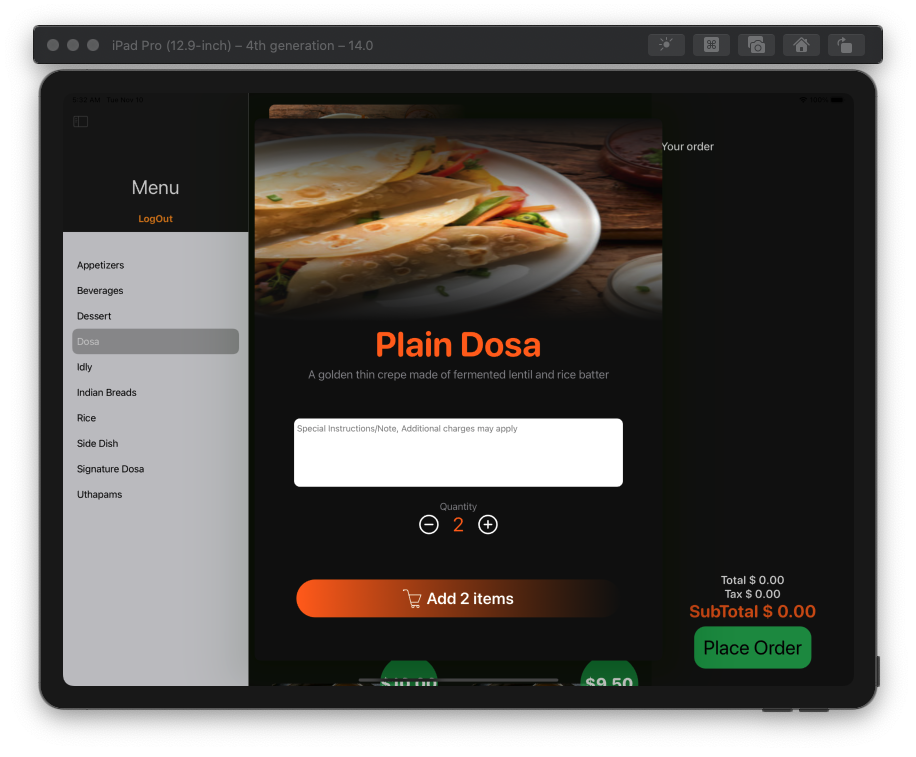 iPad Pro (12.9-inch) – 4th generation – 14.0
Menu
LogOut
Appetizers
Beverages
Dessert
Dosa
Idly
Indian Breads
Rice
Side Dish
Signature Dosa
Uthapams
Plain Dosa
A golden thin crepe made of fermented lentil and rice batter
Special Instructions/Note, Additional charges may apply
Quantity
2
Add 2 items
$9.50
Your order
Total $ 0.00
Tax $ 0.00
SubTotal $ 0.00
Place Order